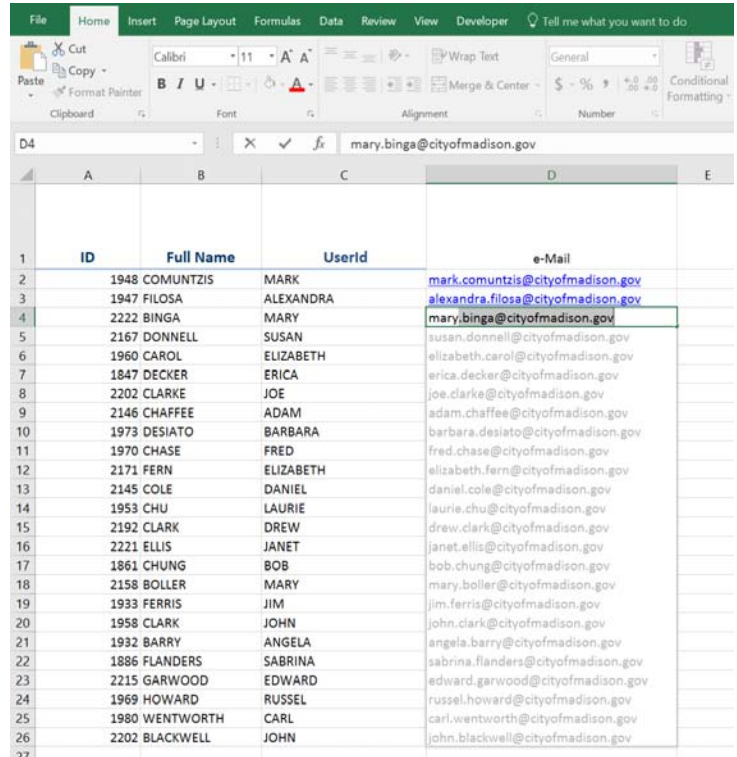 File Home Insert Page Layout Formulas Data Review View Developer Tell me what you want to do
Cut
Copy
Format Painter
Paste
Calibri 11 A A
B I U A
Wrap Text
Merge & Center
General
$ % , .0 .00 .00 .0
Conditional
Formatting
Clipboard Font Alignment Number
D4 fx mary.binga@cityofmadison.gov
A B C D E
1 ID Full Name UserId e-Mail
2 1948 COMUNTZIS MARK mark.comuntzis@cityofmadison.gov
3 1947 FILOSA ALEXANDRA alexandra.filosa@cityofmadison.gov
4 2222 BINGA MARY mary.binga@cityofmadison.gov
5 2167 DONNELL SUSAN susan.donnell@cityofmadison.gov
6 1960 CAROL ELIZABETH elizabeth.carol@cityofmadison.gov
7 1847 DECKER ERICA erica.decker@cityofmadison.gov
8 2202 CLARKE JOE joe.clarke@cityofmadison.gov
9 2146 CHAFFEE ADAM adam.chaffee@cityofmadison.gov
10 1973 DESIATO BARBARA barbara.desiato@cityofmadison.gov
11 1970 CHASE FRED fred.chase@cityofmadison.gov
12 2171 FERN ELIZABETH elizabeth.fern@cityofmadison.gov
13 2145 COLE DANIEL daniel.cole@cityofmadison.gov
14 1953 CHU LAURIE laurie.chu@cityofmadison.gov
15 2192 CLARK DREW drew.clark@cityofmadison.gov
16 2221 ELLIS JANET janet.ellis@cityofmadison.gov
17 1861 CHUNG BOB bob.chung@cityofmadison.gov
18 2158 BOLLER MARY mary.boller@cityofmadison.gov
19 1933 FERRIS JIM jim.ferris@cityofmadison.gov
20 1958 CLARK JOHN john.clark@cityofmadison.gov
21 1932 BARRY ANGELA angela.barry@cityofmadison.gov
22 1886 FLANDERS SABRINA sabrina.flanders@cityofmadison.gov
23 2215 GARWOOD EDWARD edward.garwood@cityofmadison.gov
24 1969 HOWARD RUSSEL russel.howard@cityofmadison.gov
25 1980 WENTWORTH CARL carl.wentworth@cityofmadison.gov
26 2202 BLACKWELL JOHN john.blackwell@cityofmadison.gov
27